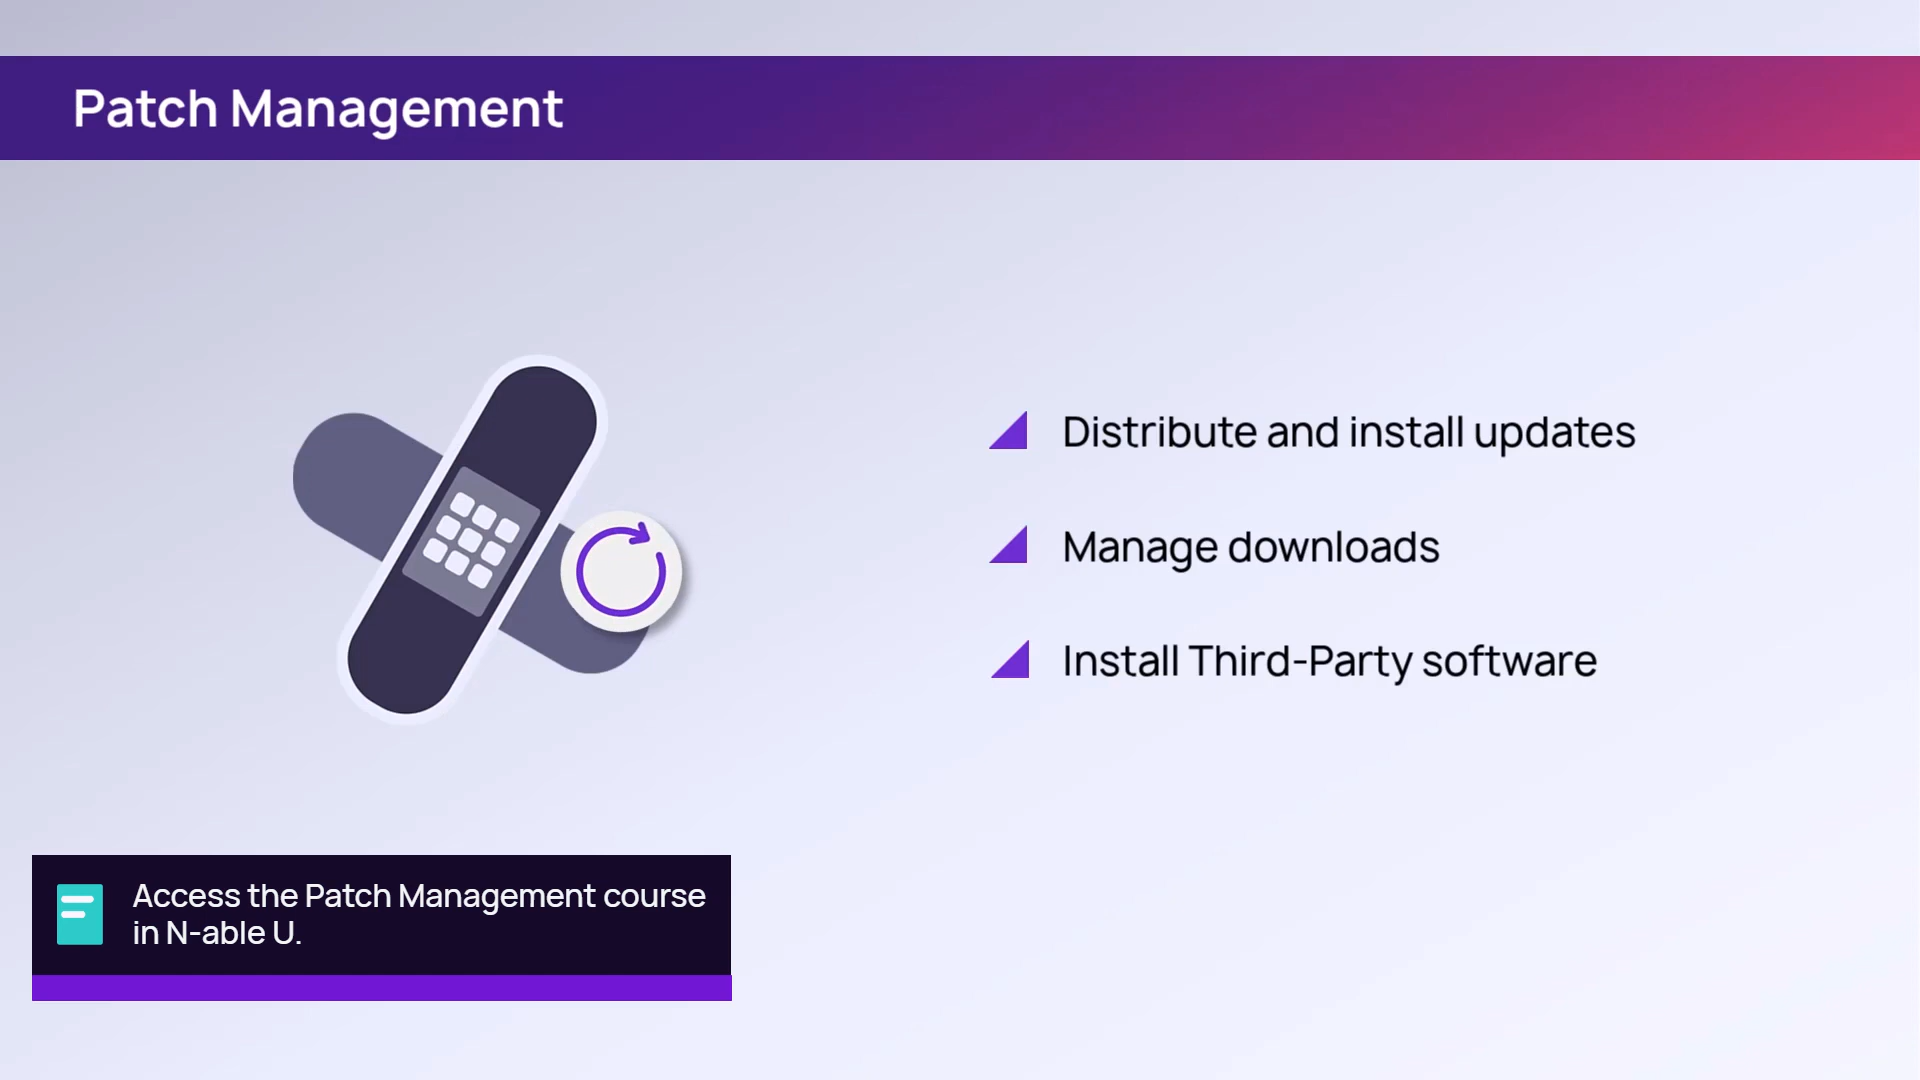 Patch Management
Distribute and install updates
Manage downloads
Install Third-Party software
Access the Patch Management course
in N-able U.